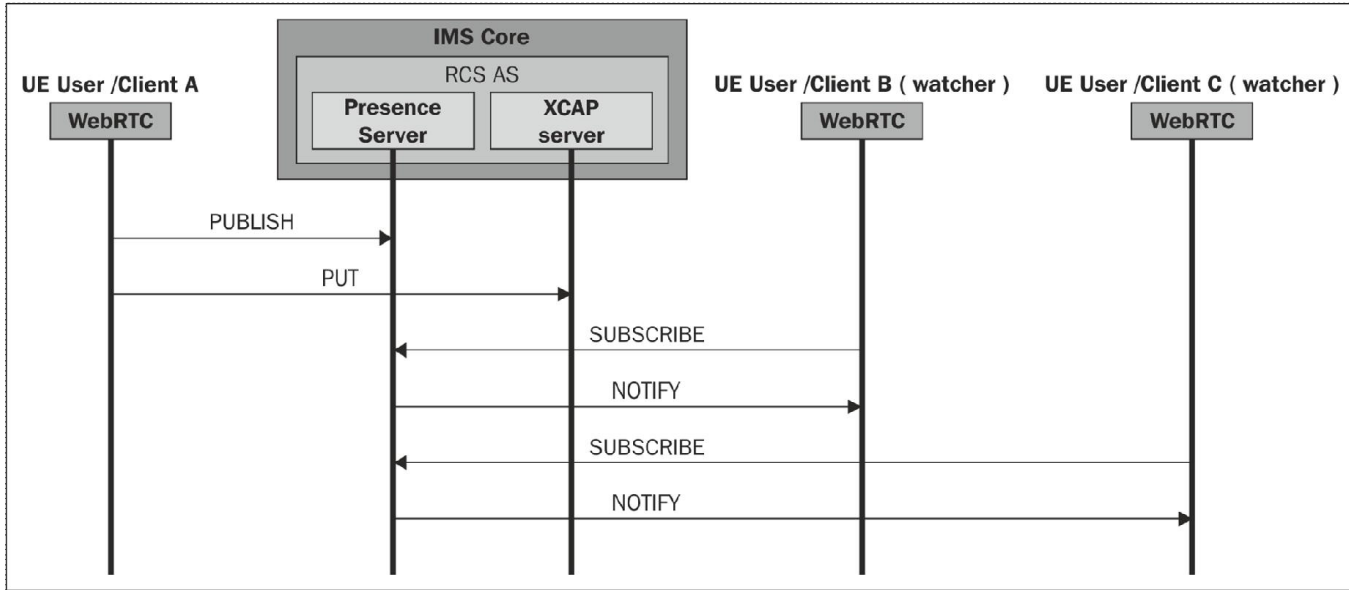 IMS Core
RCS AS
UE User /Client A
UE User /Client B ( watcher )
UE User /Client C ( watcher )
WebRTC
Presence
Server
XCAP
server
WebRTC
WebRTC
PUBLISH
PUT
SUBSCRIBE
NOTIFY
SUBSCRIBE
NOTIFY